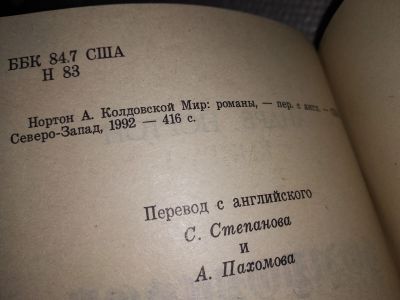 ББК 84.7 США
Н 83
Нортон А. Колдовской Мир: романы, — пер. с англ. —
Северо-Запад, 1992 — 416 с.
Перевод с английского
С. Степанова
и
А. Пахомова